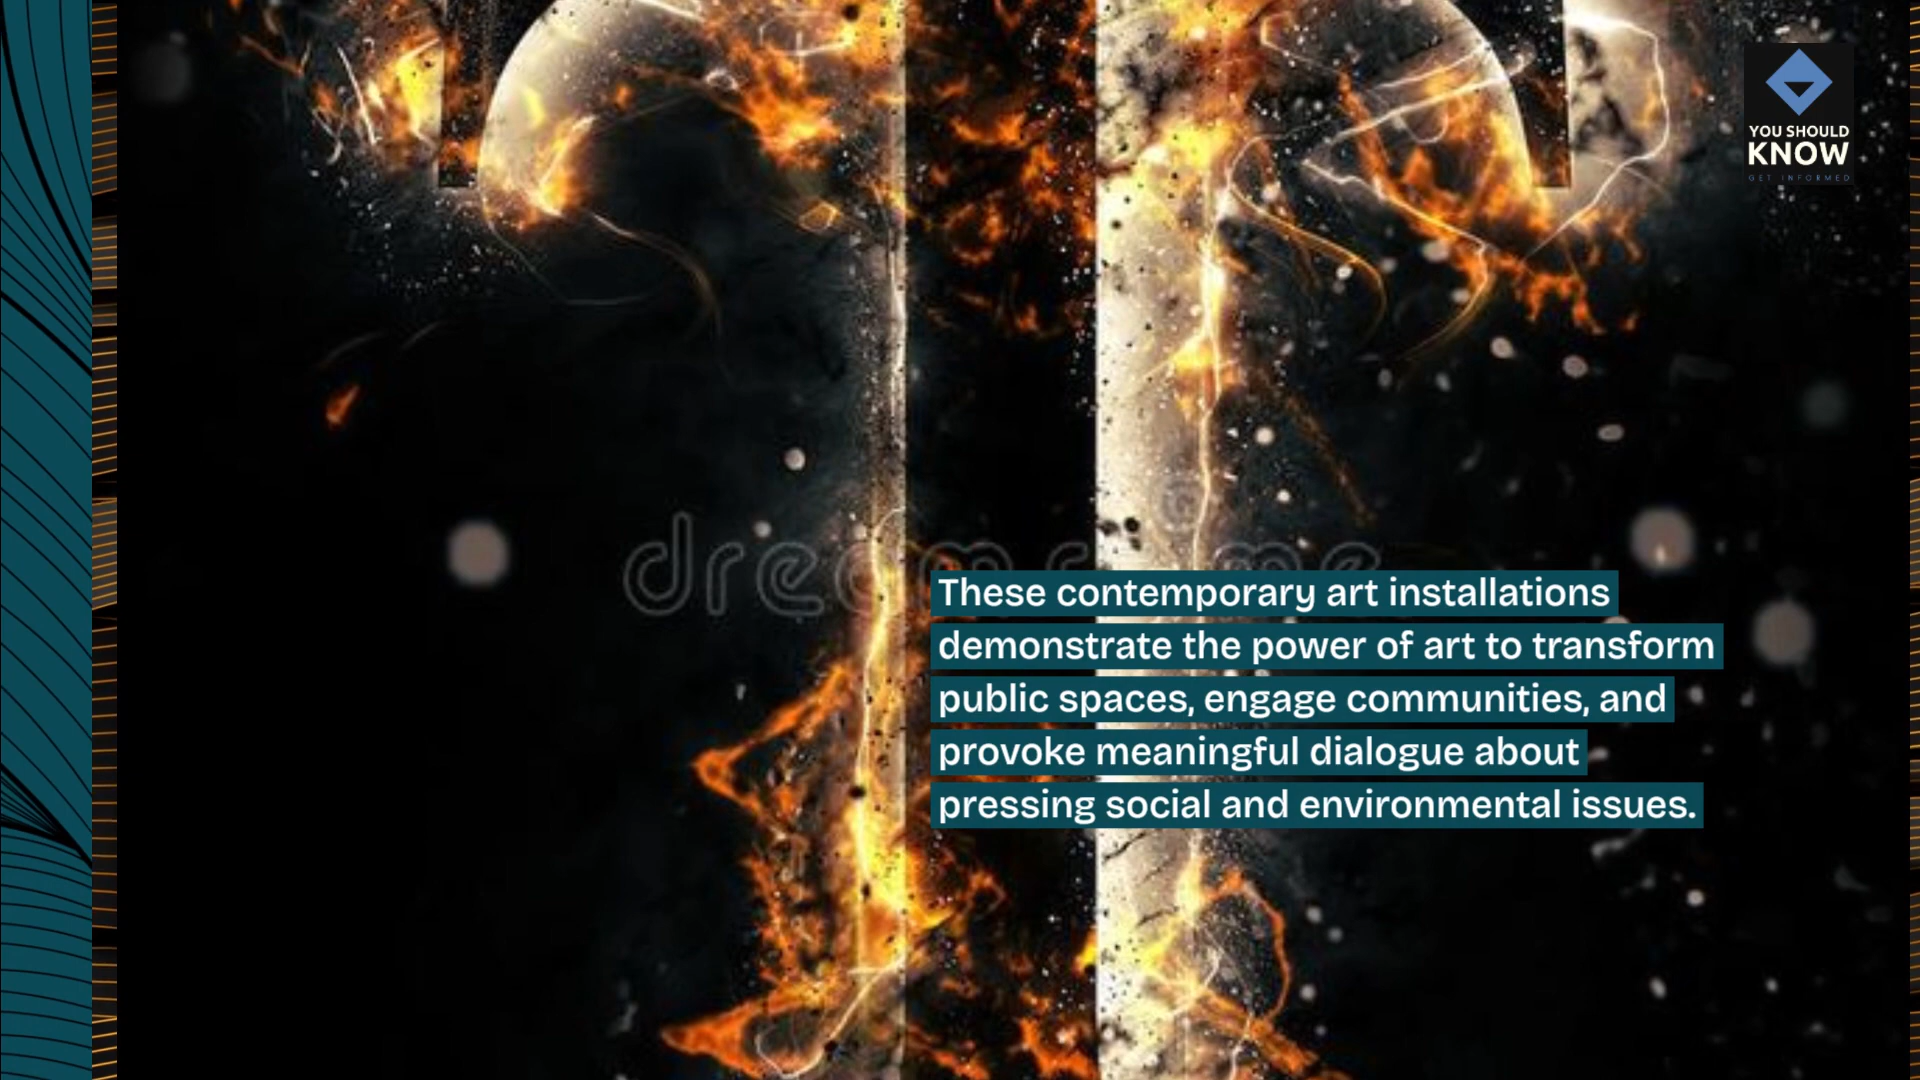 YOU SHOULD
KNOW
GET INFORMED
These contemporary art installations
demonstrate the power of art to transform
public spaces, engage communities, and
provoke meaningful dialogue about
pressing social and environmental issues.